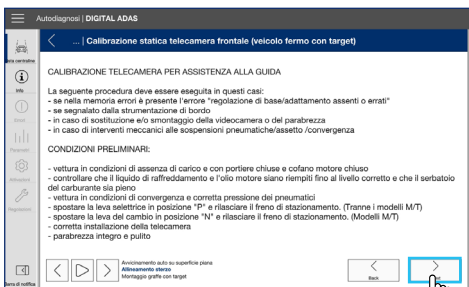 Autodiagnosi | DIGITAL ADAS
... | Calibrazione statica telecamera frontale (veicolo fermo con target)
CALIBRAZIONE TELECAMERA PER ASSISTENZA ALLA GUIDA
La seguente procedura deve essere eseguita in questi casi:
- se nella memoria errori è presente l'errore "regolazione di base/adattamento assenti o errati"
- se segnalato dalla strumentazione di bordo
- in caso di sostituzione e/o smontaggio della videocamera o del parabrezza
- in caso di interventi meccanici alle sospensioni pneumatiche/assetto /convergenza
CONDIZIONI PRELIMINARI:
- vettura in condizioni di assenza di carico e con portiere chiuse e cofano motore chiuso
- controllare che il liquido di raffreddamento e l'olio motore siano riempiti fino al livello corretto e che il serbatoio
del carburante sia pieno
- vettura in condizioni di convergenza e corretta pressione dei pneumatici
- spostare la leva selettrice in posizione "P" e rilasciare il freno di stazionamento. (Tranne i modelli M/T)
- spostare la leva del cambio in posizione "N" e rilasciare il freno di stazionamento. (Modelli M/T)
- corretta installazione della telecamera
- parabrezza integro e pulito
centraline
Info
Errori
Parametri
Attivazioni
Regolazioni
Barra di notifica
Avvicinamento auto su superficie piana
Allineamento sterzo
Montaggio graffe con target
Back